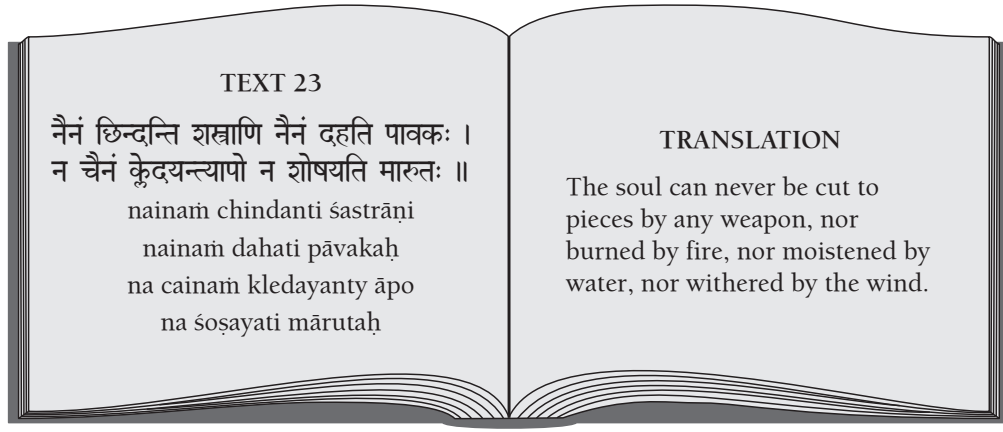 TEXT 23
नैनं छिन्दन्ति शस्त्राणि नैनं दहति पावकः ।
न चैनं क्लेदयन्त्यापो न शोषयति मारुतः ॥
nainaṁ chindanti śastrāṇi
nainaṁ dahati pāvakaḥ
na cainaṁ kledayanty āpo
na śoṣayati mārutaḥ
TRANSLATION
The soul can never be cut to
pieces by any weapon, nor
burned by fire, nor moistened by
water, nor withered by the wind.